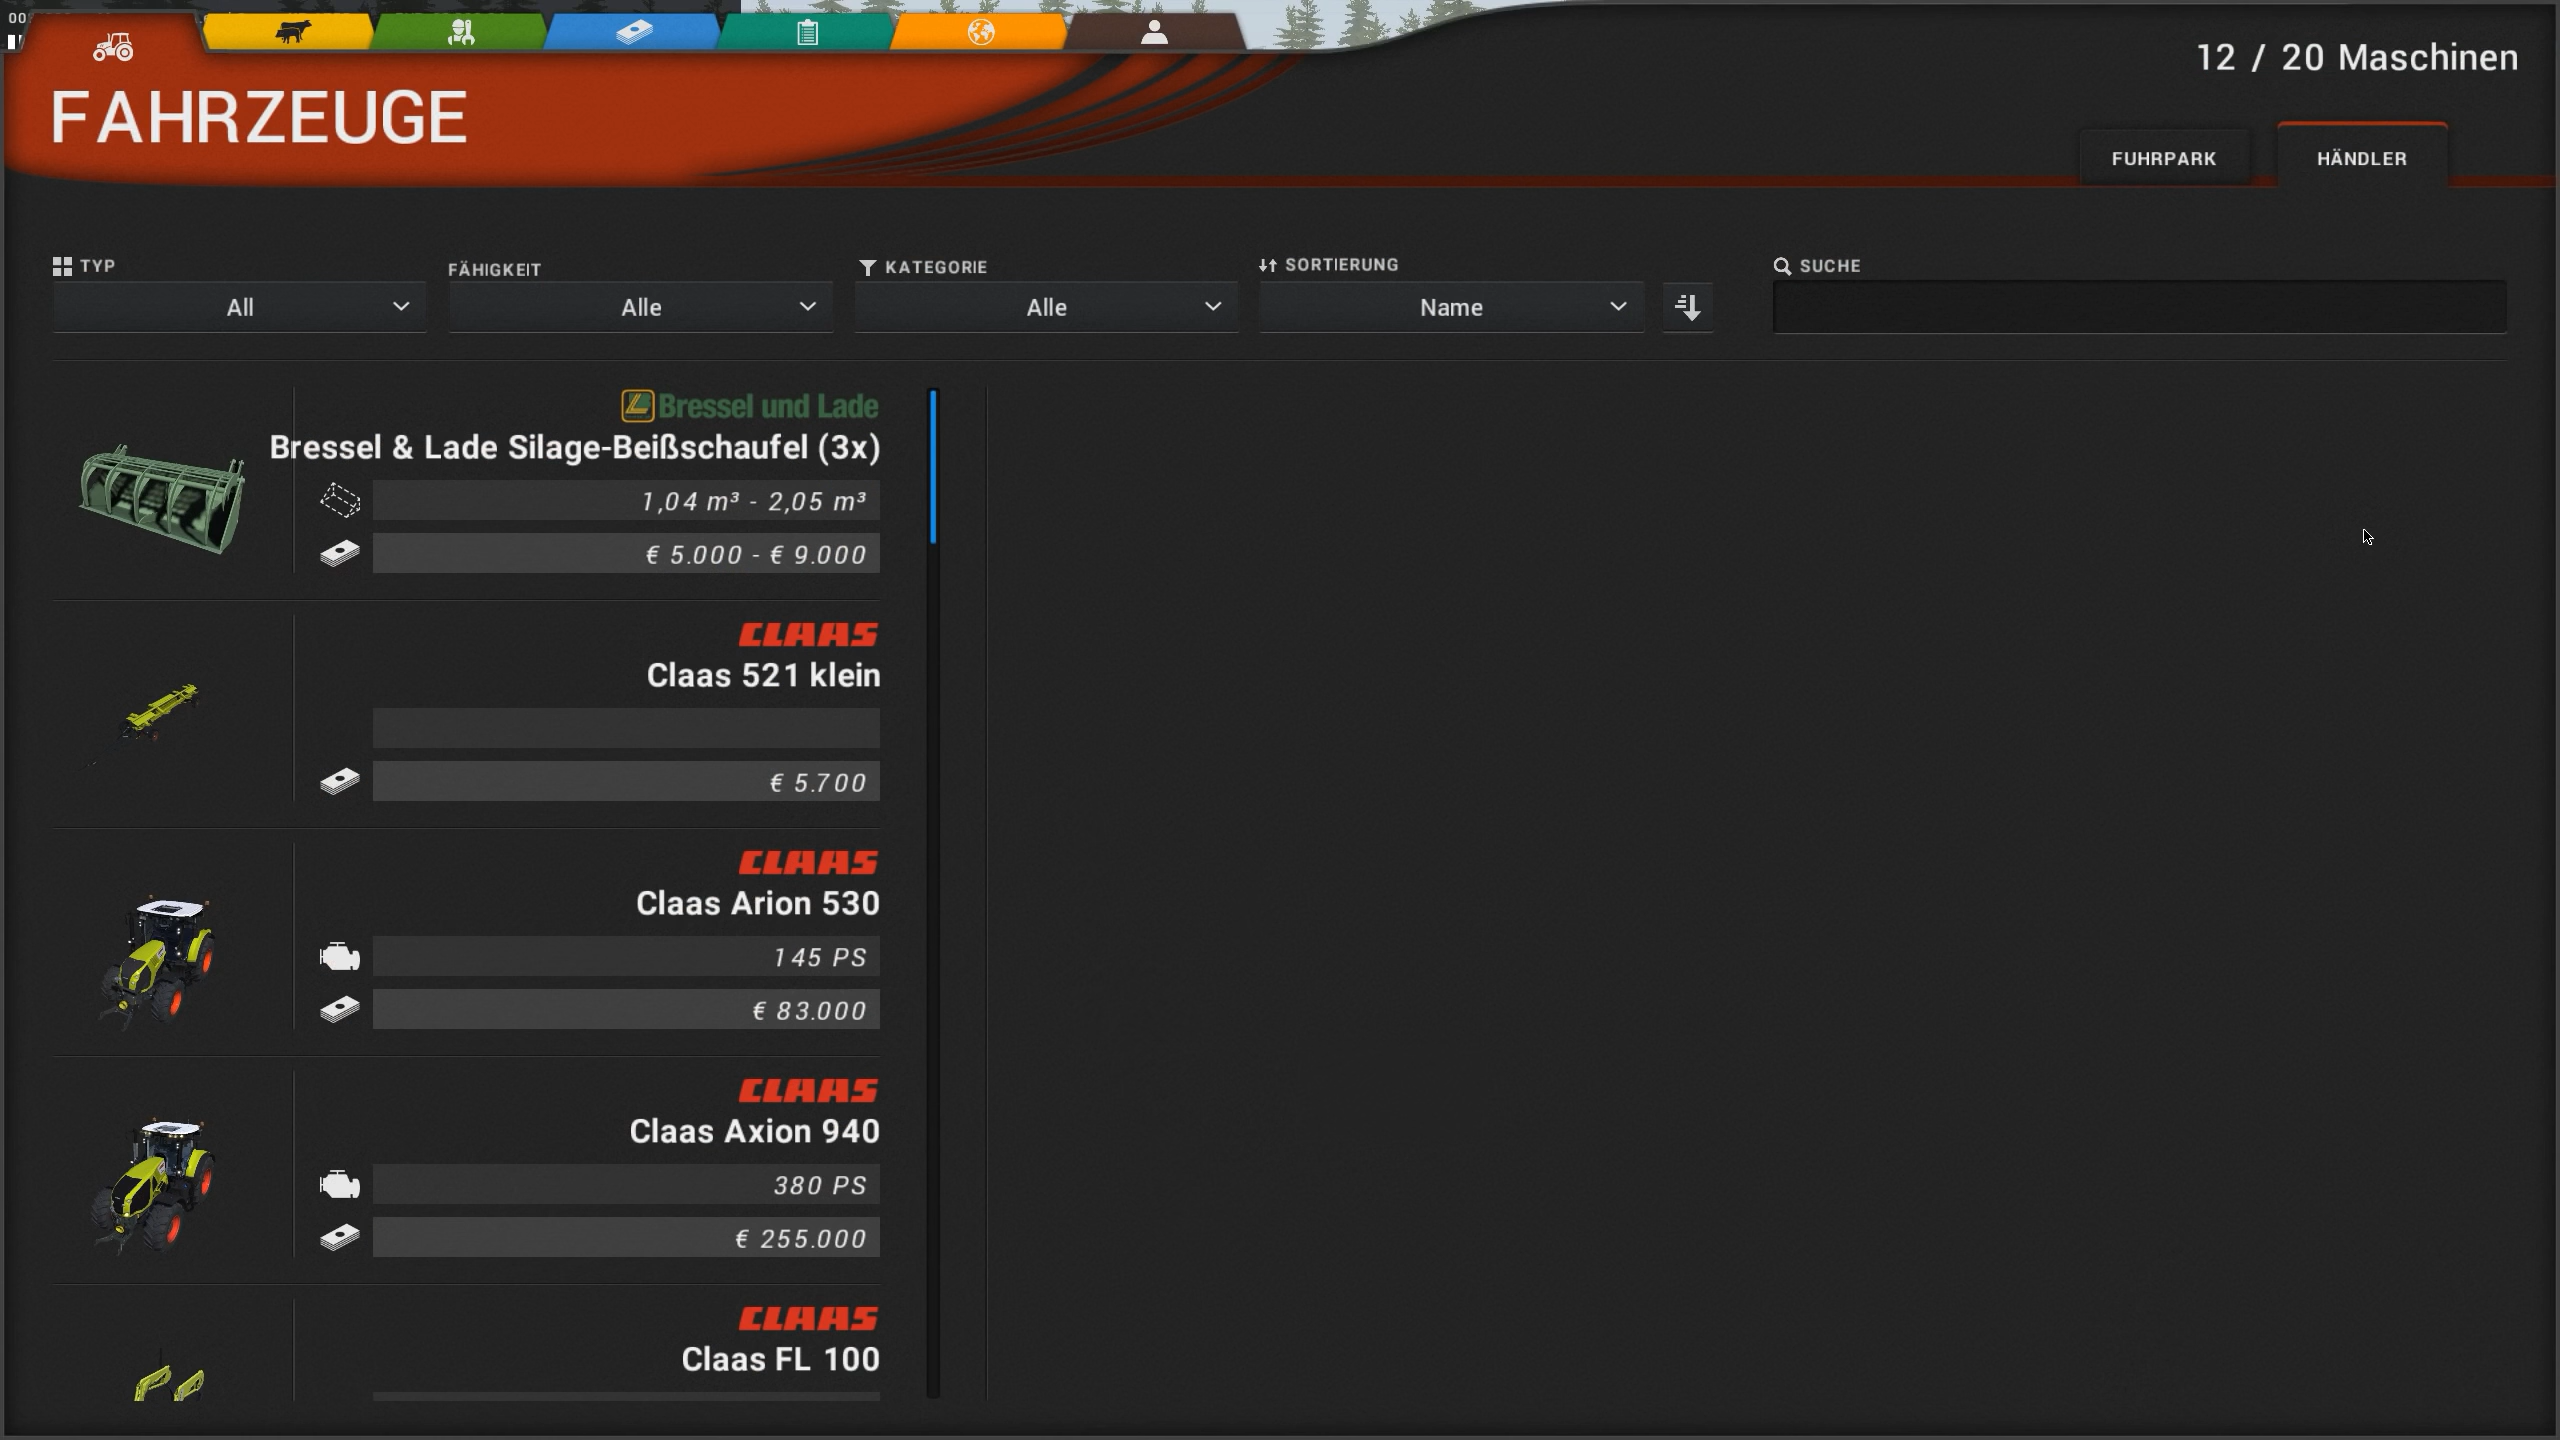 00
12 / 20 Maschinen
FAHRZEUGE
FUHRPARK
HÄNDLER
TYP
FÄHIGKEIT
KATEGORIE
SORTIERUNG
SUCHE
All
Alle
Alle
Name
Bressel und Lade
Bressel & Lade Silage-Beißschaufel (3x)
1,04 m³ - 2,05 m³
€ 5.000 - € 9.000
CLAAS
Claas 521 klein
€ 5.700
CLAAS
Claas Arion 530
145 PS
€ 83.000
CLAAS
Claas Axion 940
380 PS
€ 255.000
CLAAS
Claas FL 100